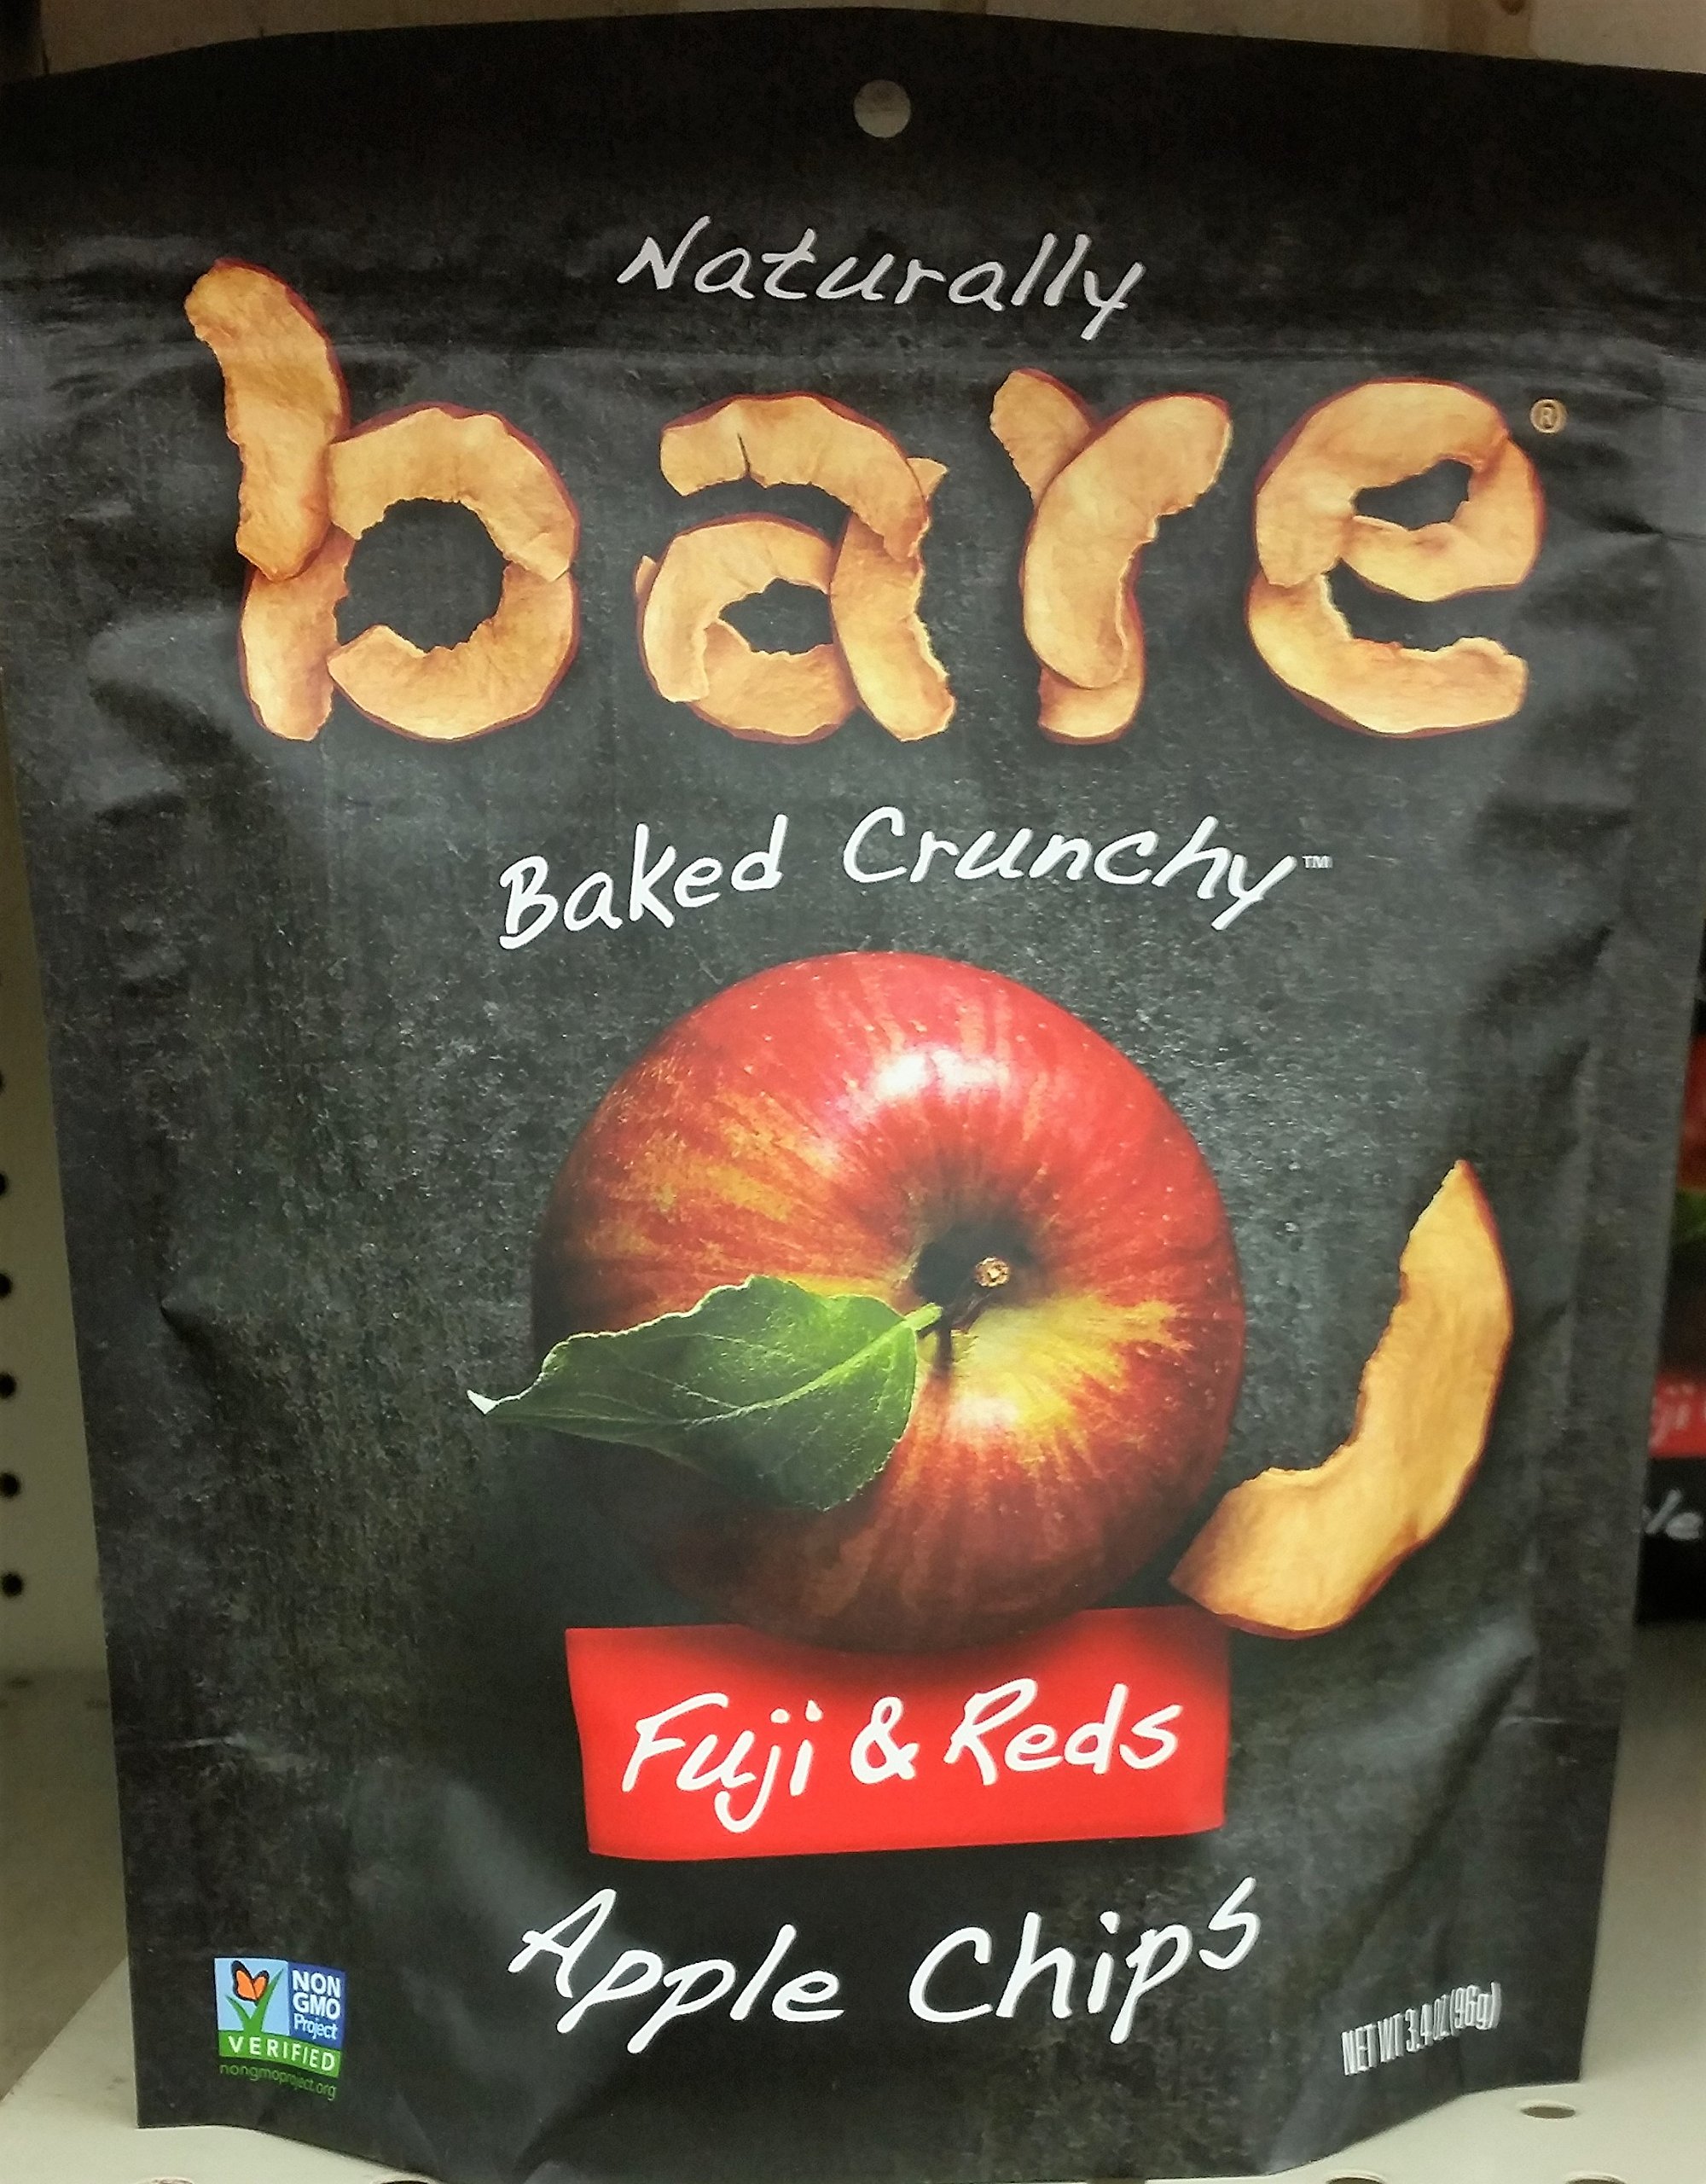 Naturally
bare®
Baked Crunchy™
Fuji & Reds
Apple Chips
NON
GMO
Project
VERIFIED
nongmoproject.org
NET WT 3.4 OZ (96g)